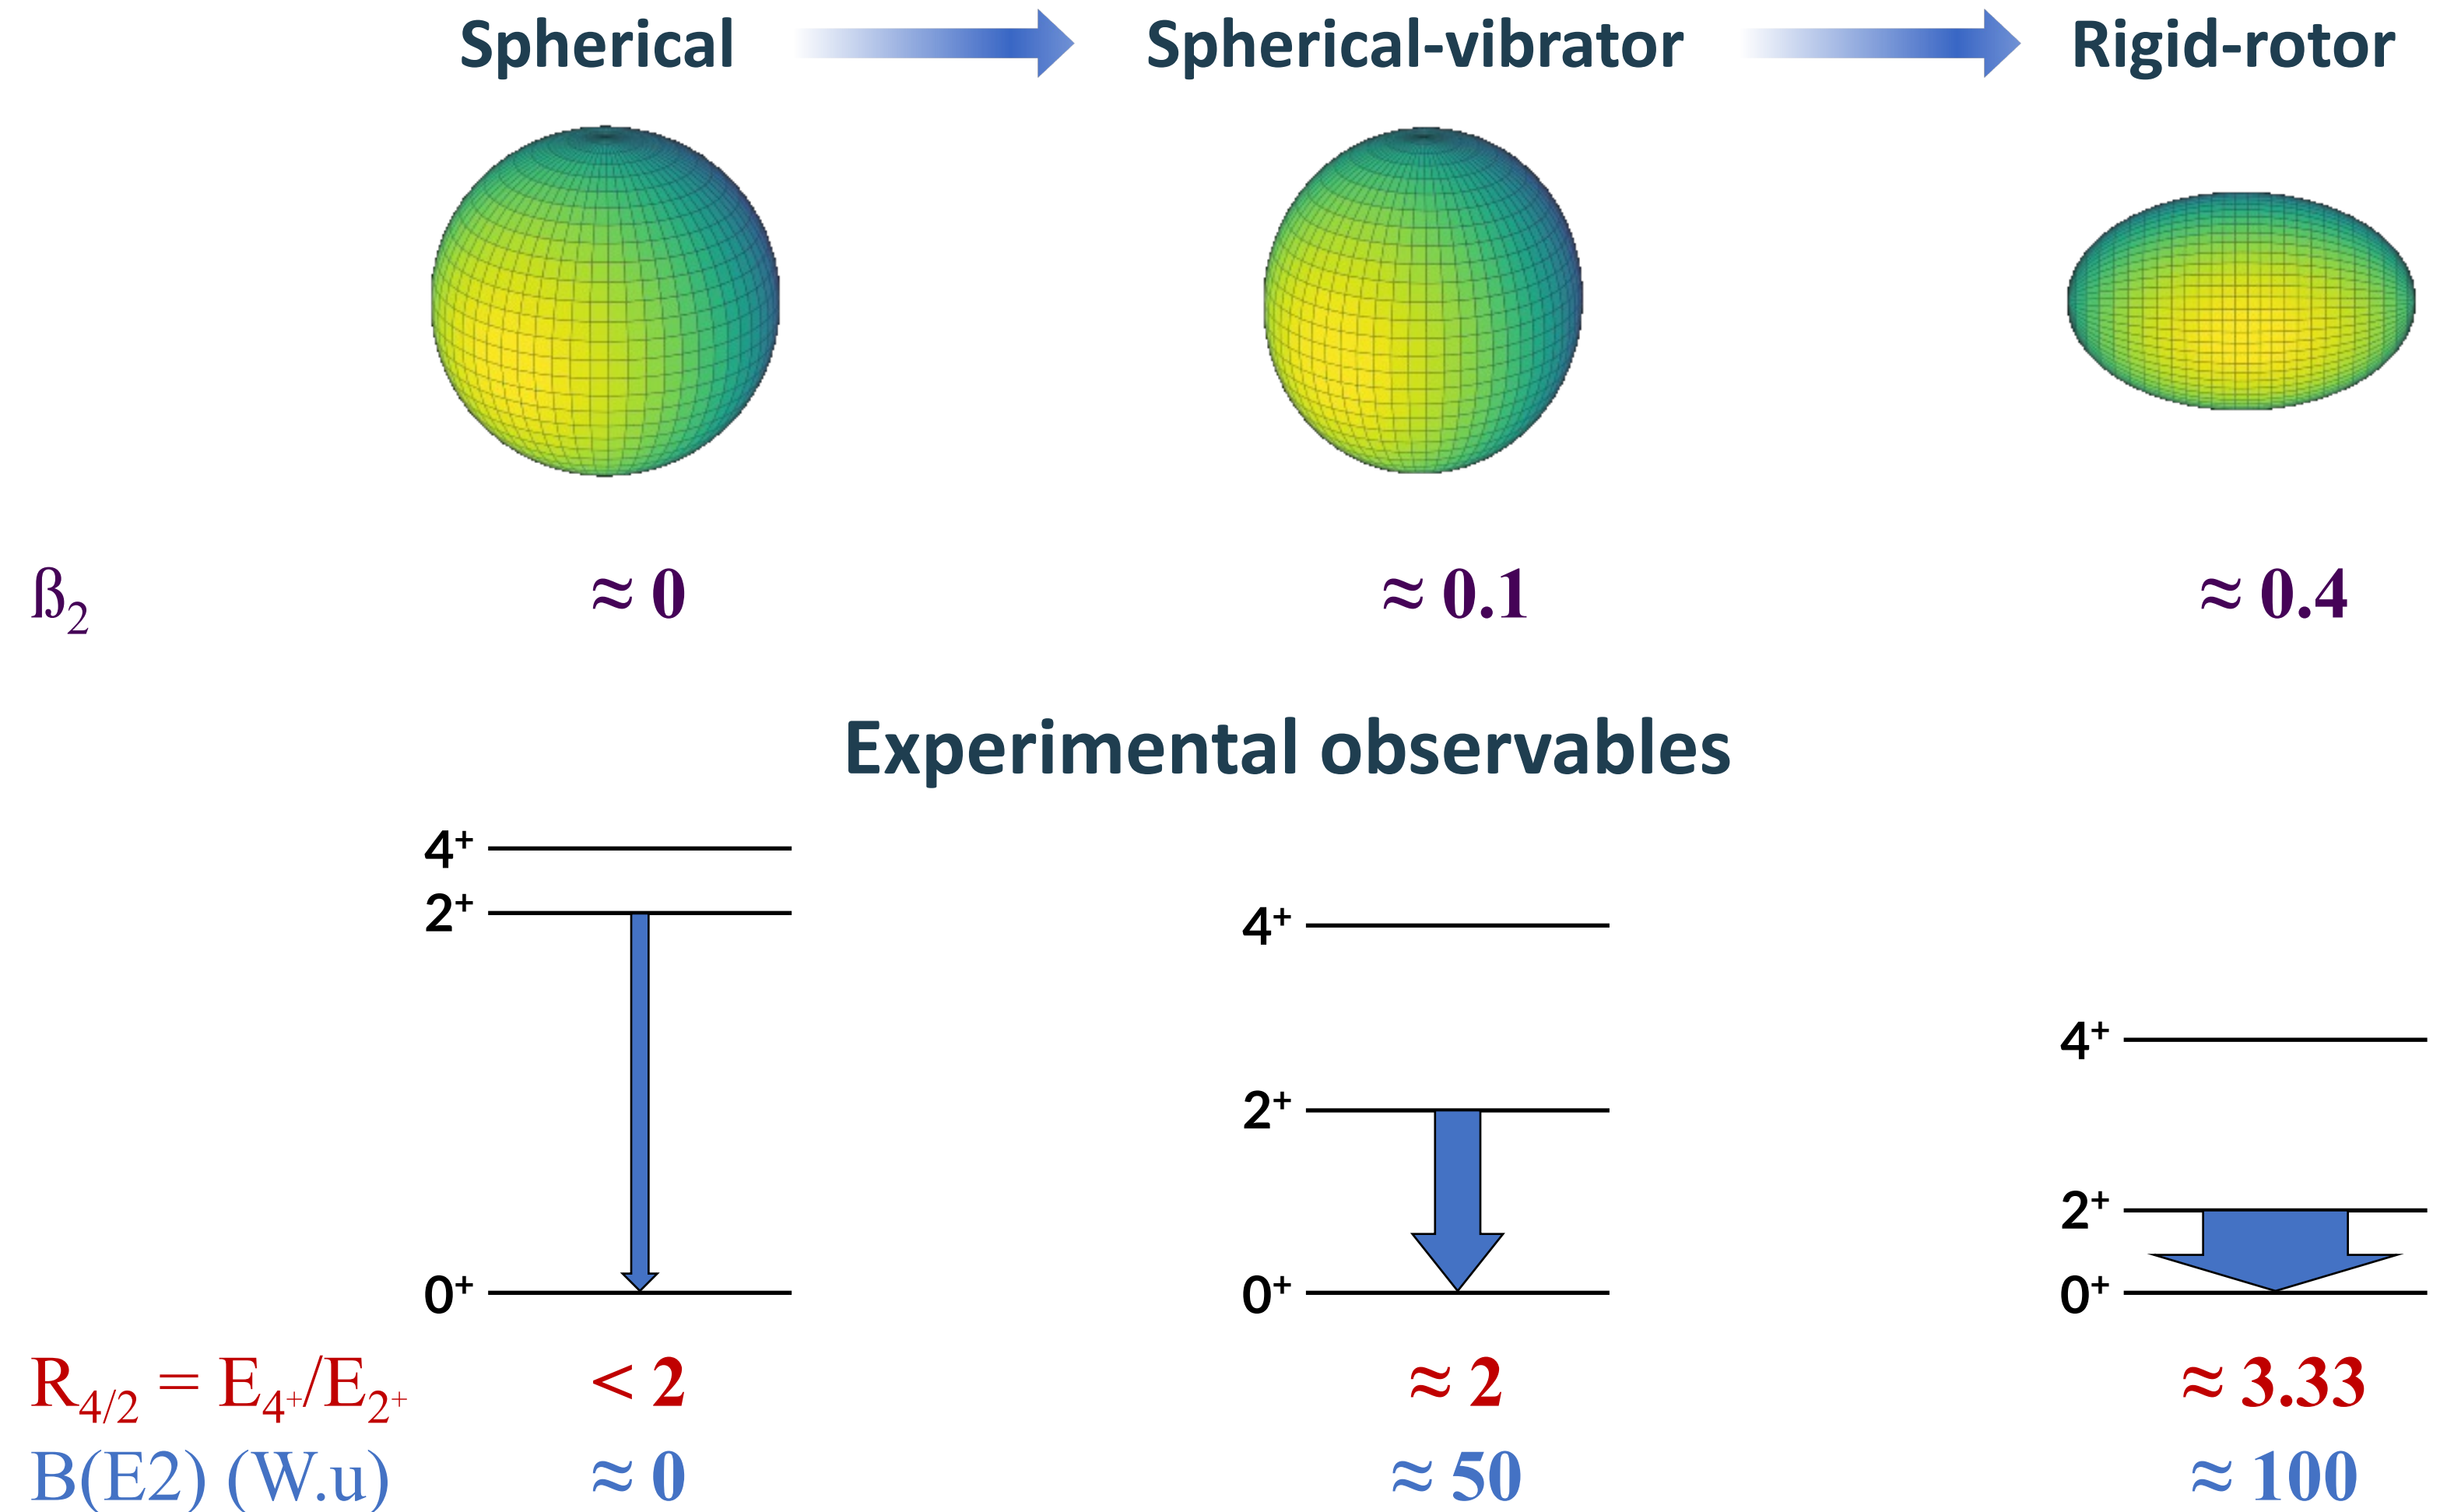 Spherical Spherical-vibrator Rigid-rotor
ß₂ ≈ 0 ≈ 0.1 ≈ 0.4
Experimental observables
4⁺
2⁺
0⁺
4⁺
2⁺
0⁺
4⁺
2⁺
0⁺
R₄/₂ = E₄⁺/E₂⁺ < 2 ≈ 2 ≈ 3.33
B(E2) (W.u) ≈ 0 ≈ 50 ≈ 100